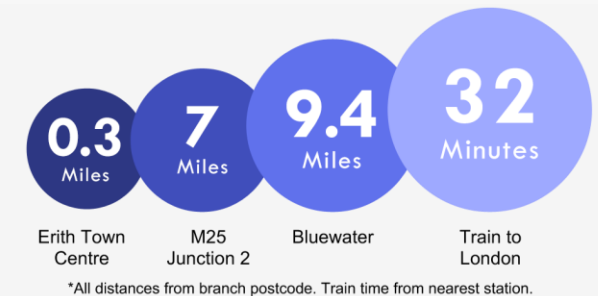 0.3
Miles
7
Miles
9.4
Miles
32
Minutes
Erith Town
Centre
M25
Junction 2
Bluewater
Train to
London
*All distances from branch postcode. Train time from nearest station.